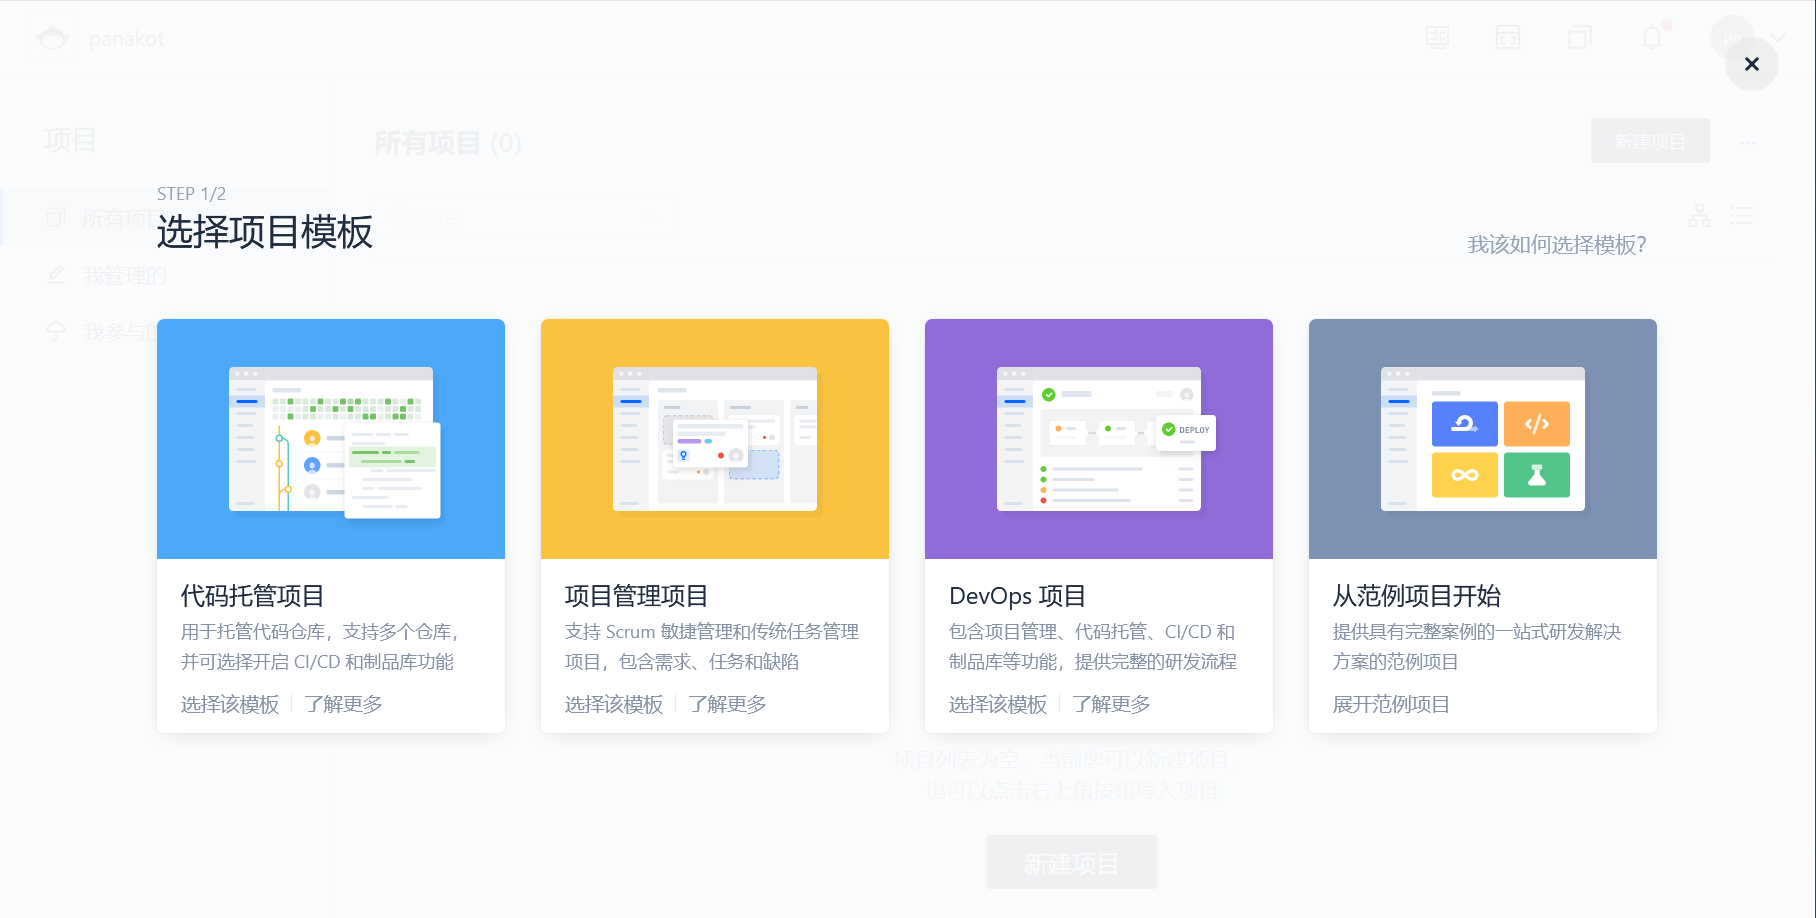 panakot
pa
项目
所有项目 (0)
新建项目
STEP 1/2
选择项目模板
我该如何选择模板?
所有项目
我管理的
我参与的
DEPLOY
代码托管项目
用于托管代码仓库，支持多个仓库，
并可选择开启 CI/CD 和制品库功能
选择该模板
了解更多
项目管理项目
支持 Scrum 敏捷管理和传统任务管理
项目，包含需求、任务和缺陷
选择该模板
了解更多
DevOps 项目
包含项目管理、代码托管、CI/CD 和
制品库等功能，提供完整的研发流程
选择该模板
了解更多
从范例项目开始
提供具有完整案例的一站式研发解决
方案的范例项目
展开范例项目
项目列表为空。当前您可以新建项目，
也可以点击右上角按钮导入项目
新建项目